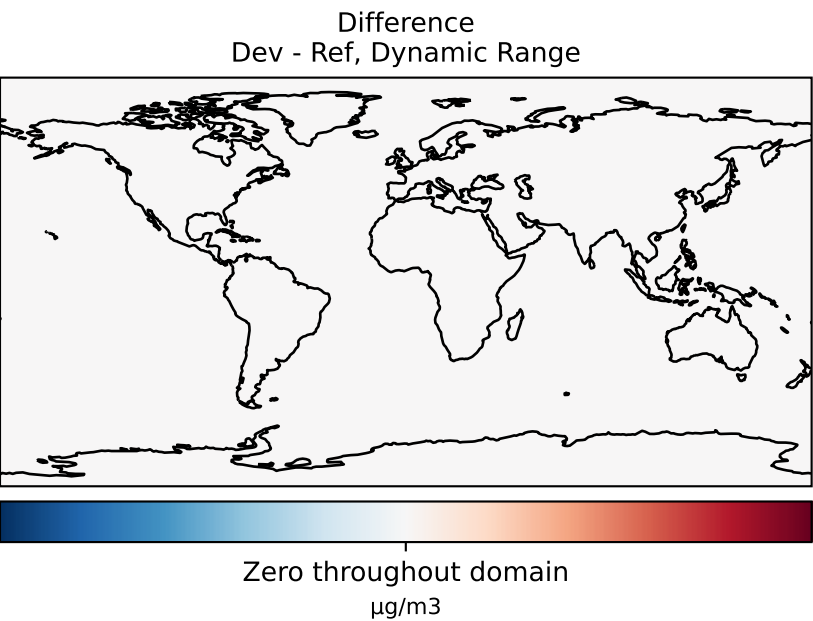 Difference
Dev - Ref, Dynamic Range
Zero throughout domain
μg/m3